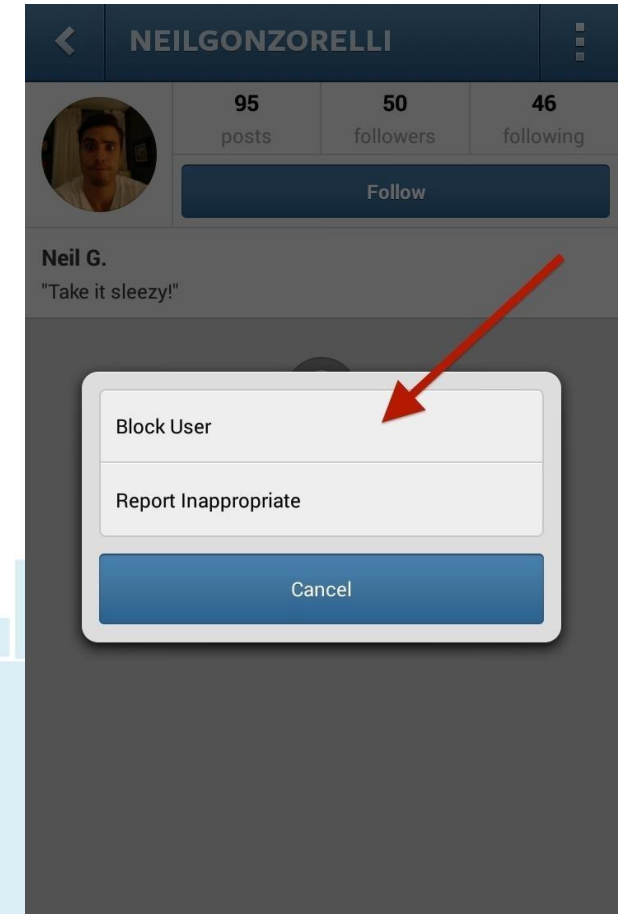 NEILGONZORELLI
95 50 46
posts followers following
Follow
Neil G.
"Take it sleezy!"
Block User
Report Inappropriate
Cancel